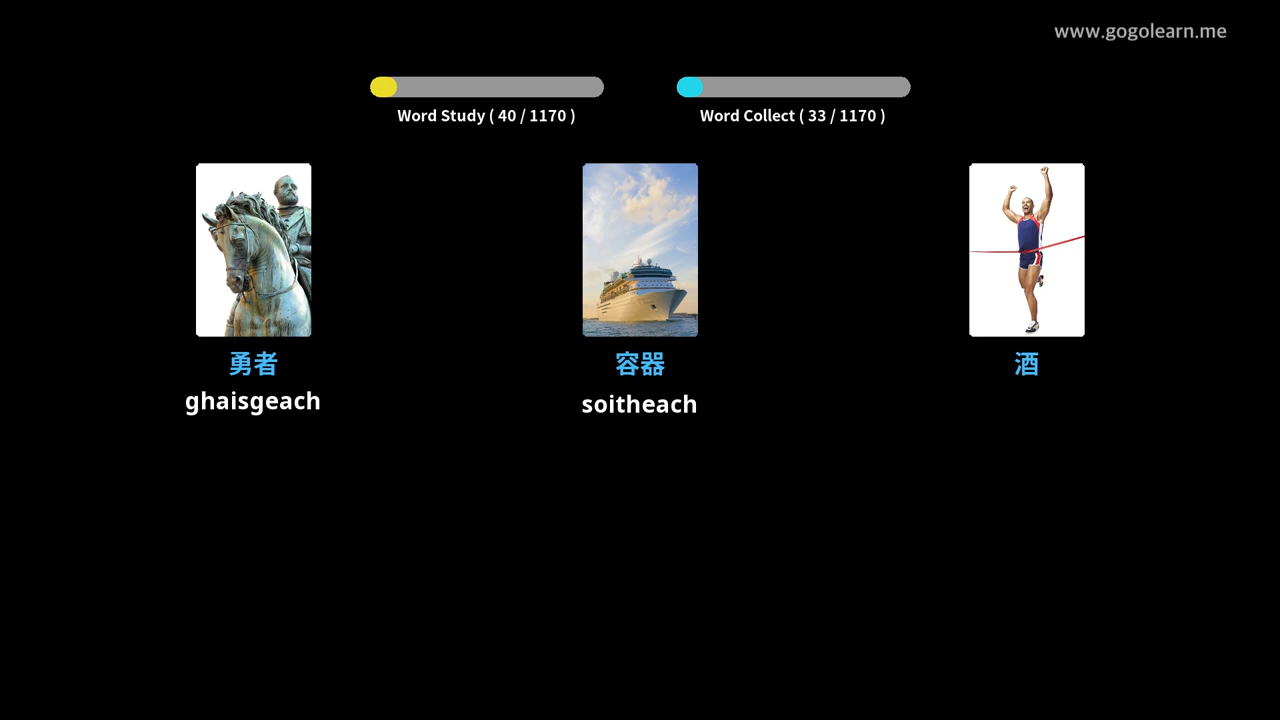 www.gogolearn.me
Word Study ( 40 / 1170 )
Word Collect ( 33 / 1170 )
勇者
容器
酒
ghaisgeach
soitheach